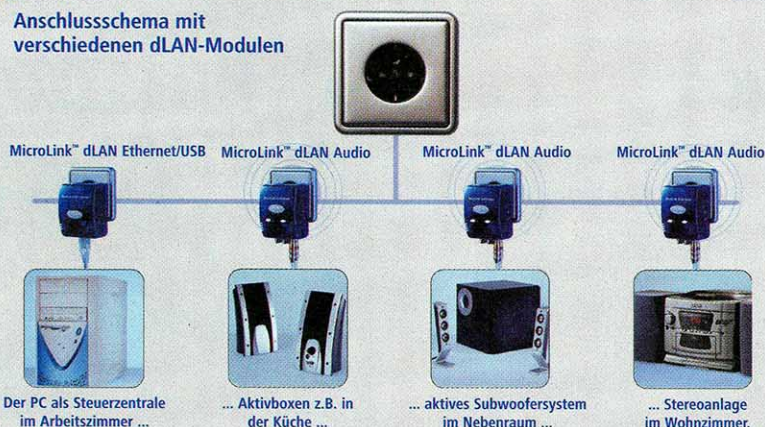 Anschlussschema mit
verschiedenen dLAN-Modulen
MicroLink™ dLAN Ethernet/USB
MicroLink™ dLAN Audio
MicroLink™ dLAN Audio
MicroLink™ dLAN Audio
Der PC als Steuerzentrale
im Arbeitszimmer ...
... Aktivboxen z.B. in
der Küche ...
... aktives Subwoofersystem
im Nebenraum ...
... Stereoanlage
im Wohnzimmer.